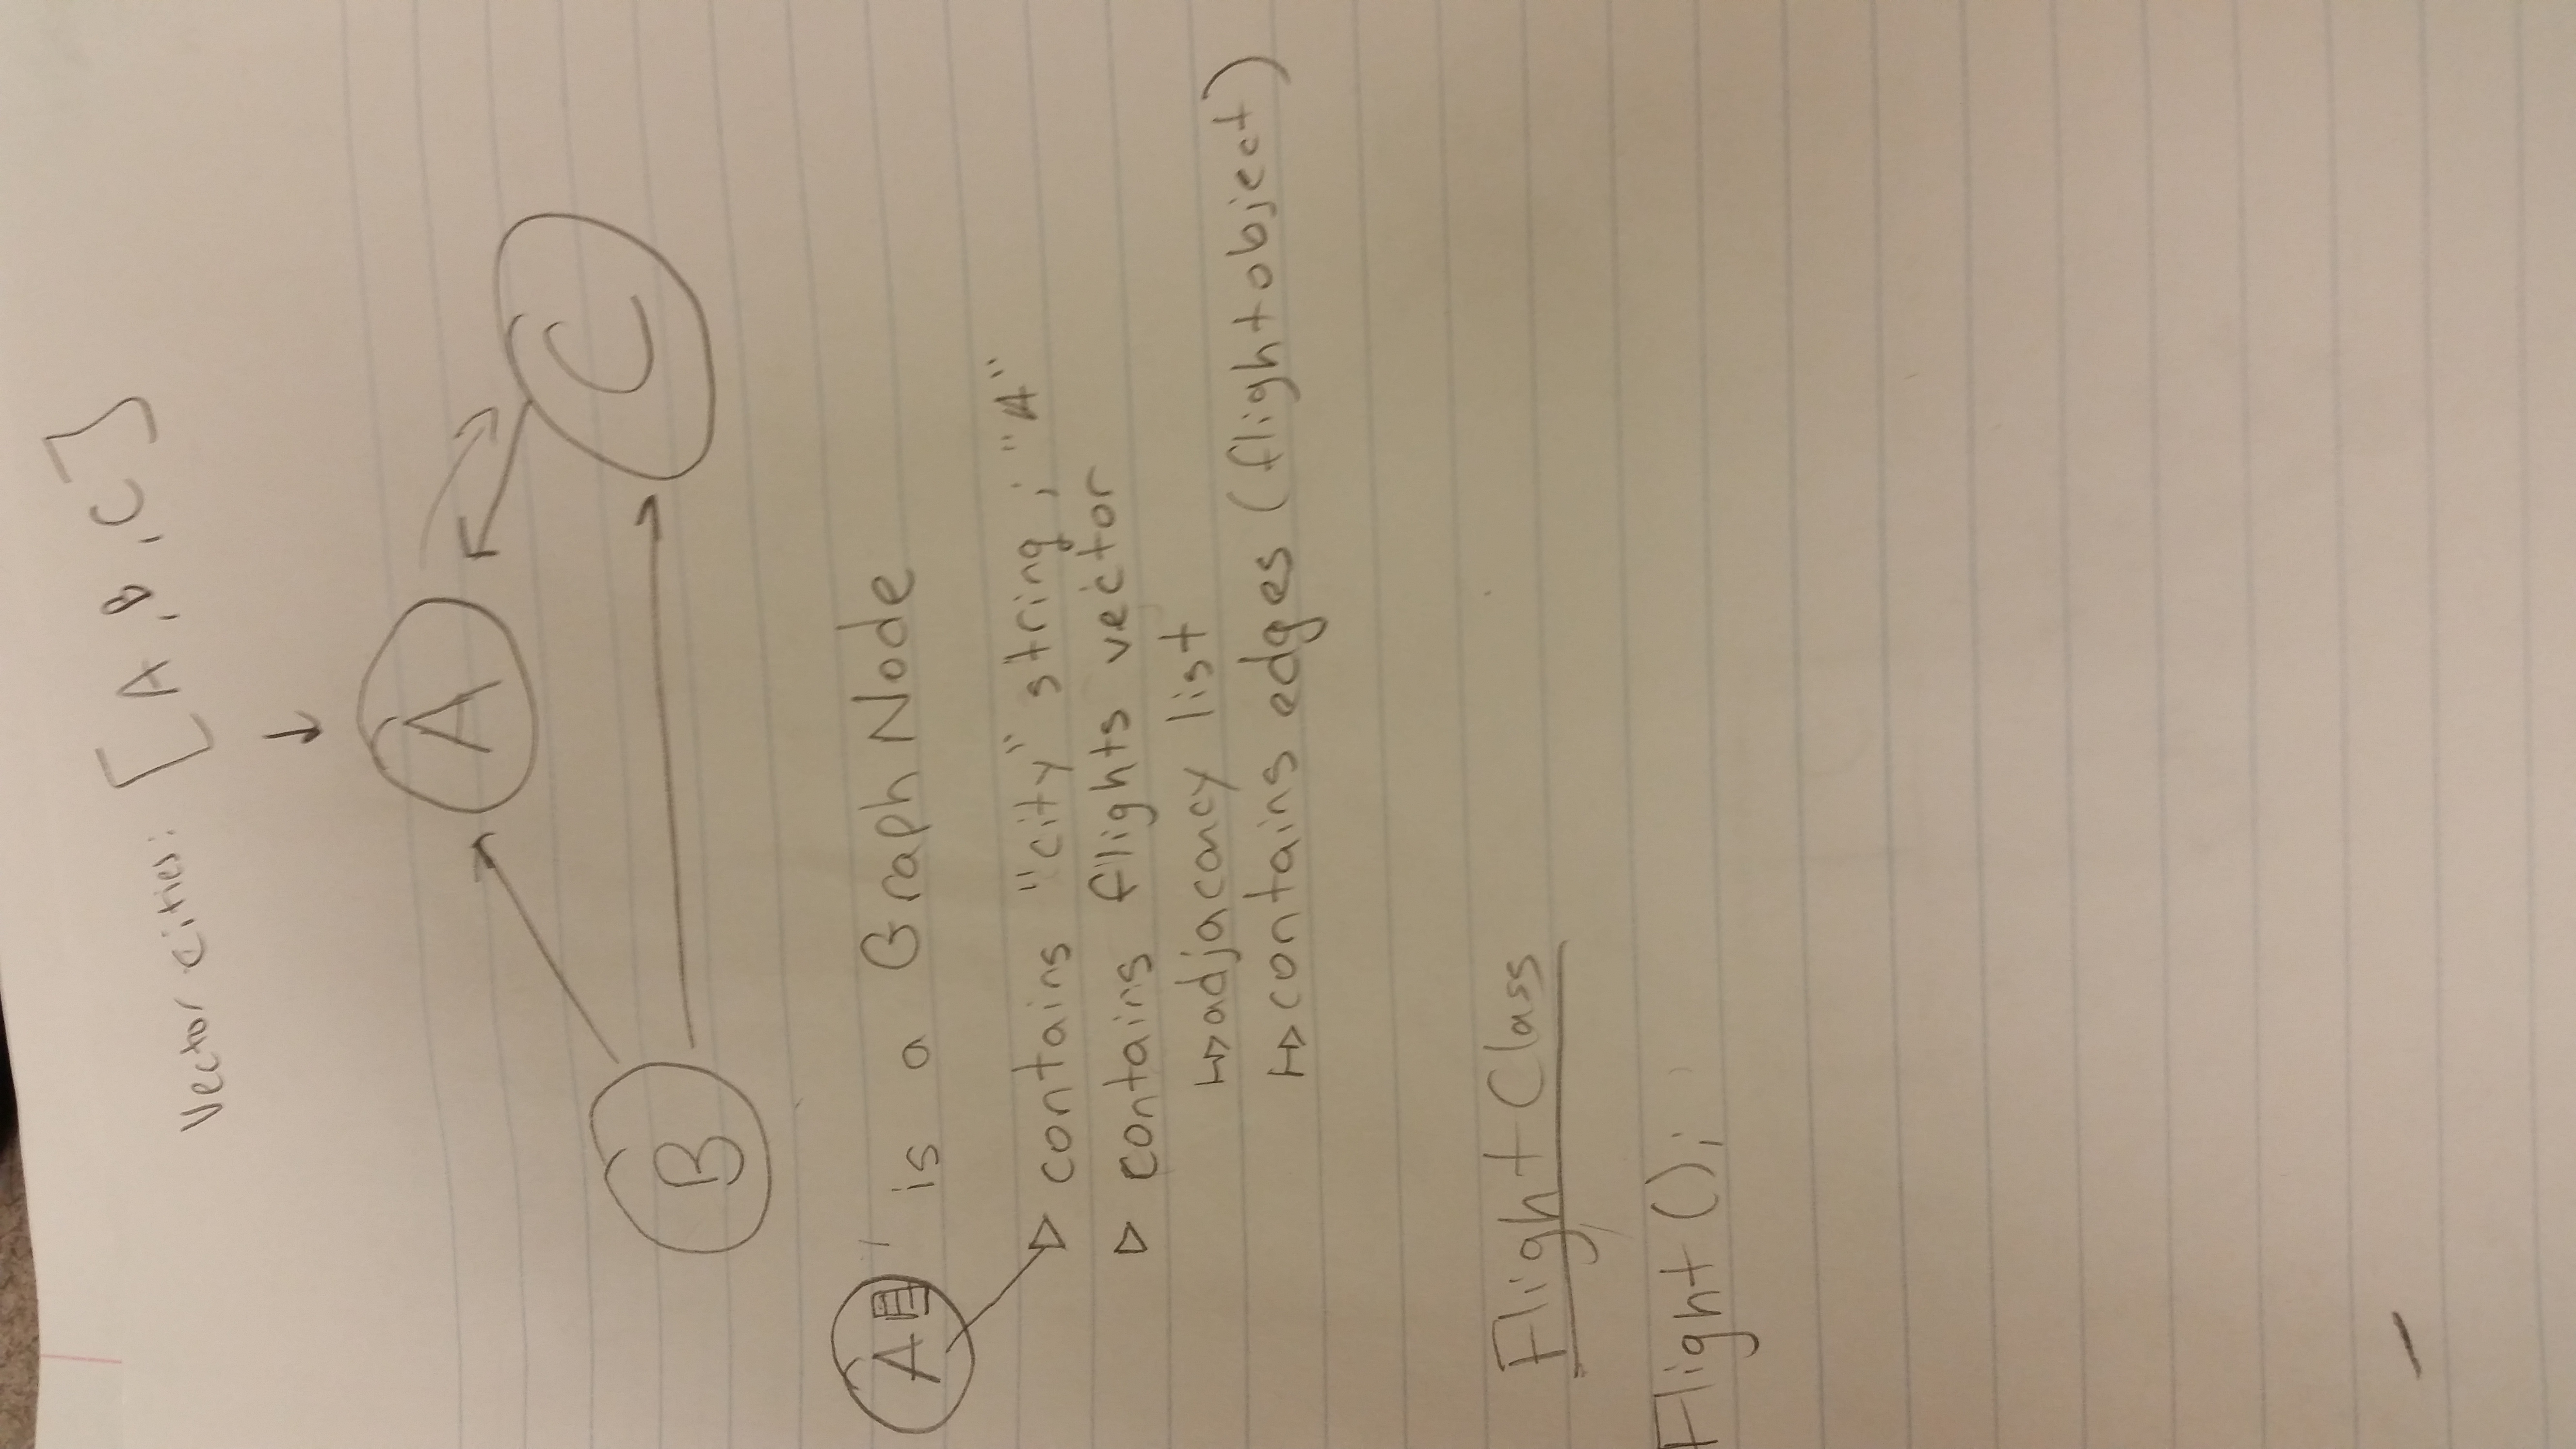 Vector cities: [A, B, C]
A
B
C
A is a Graph Node
contains "city" string; "A"
contains flights vector
adjacancy list
contains edges (flight object)
Flight Class
Flight();